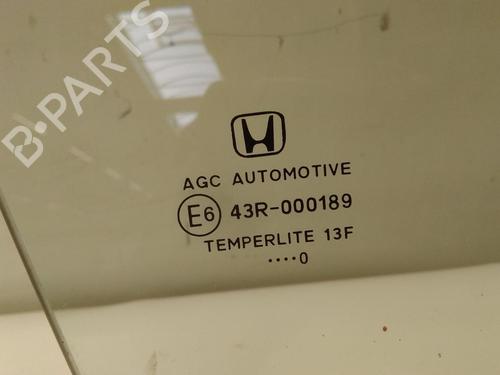 B-PARTS
AGC AUTOMOTIVE
E6 43R-000189
TEMPERLITE 13F
....0